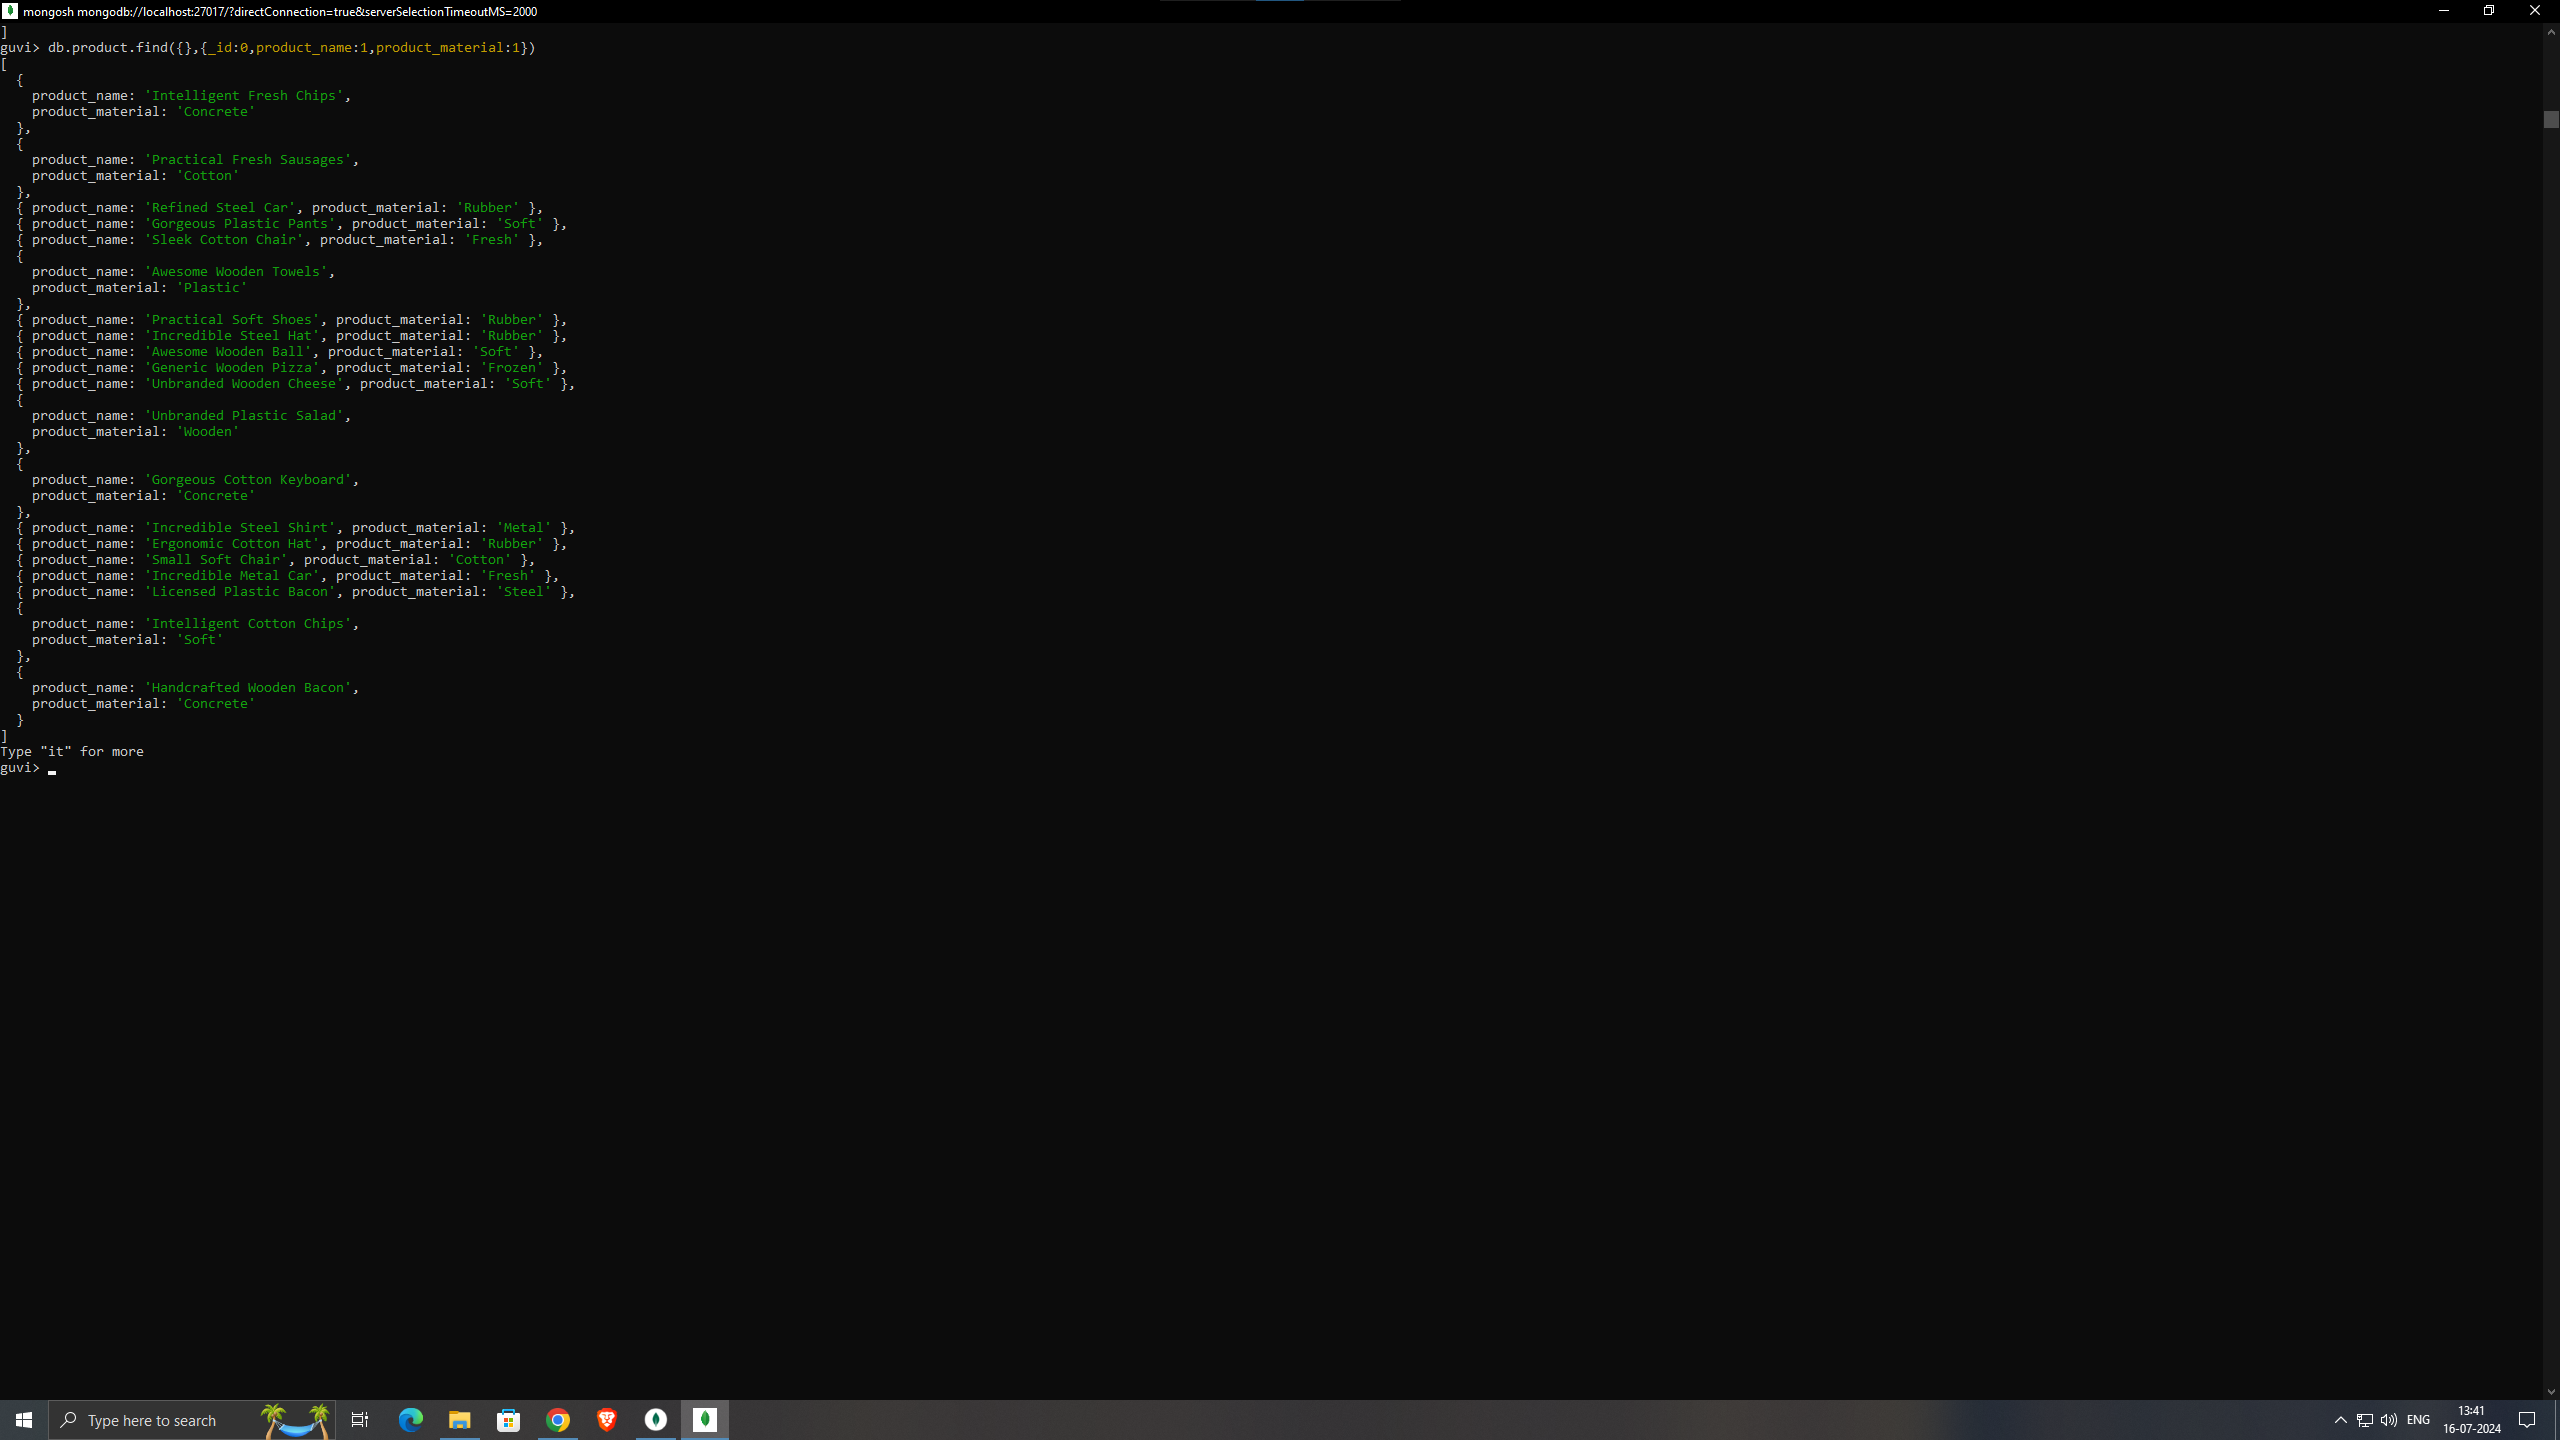 mongosh mongodb://localhost:27017/?directConnection=true&serverSelectionTimeoutMS=2000
]
guvi> db.product.find({},{_id:0,product_name:1,product_material:1})
[
  {
    product_name: 'Intelligent Fresh Chips',
    product_material: 'Concrete'
  },
  {
    product_name: 'Practical Fresh Sausages',
    product_material: 'Cotton'
  },
  { product_name: 'Refined Steel Car', product_material: 'Rubber' },
  { product_name: 'Gorgeous Plastic Pants', product_material: 'Soft' },
  { product_name: 'Sleek Cotton Chair', product_material: 'Fresh' },
  {
    product_name: 'Awesome Wooden Towels',
    product_material: 'Plastic'
  },
  { product_name: 'Practical Soft Shoes', product_material: 'Rubber' },
  { product_name: 'Incredible Steel Hat', product_material: 'Rubber' },
  { product_name: 'Awesome Wooden Ball', product_material: 'Soft' },
  { product_name: 'Generic Wooden Pizza', product_material: 'Frozen' },
  { product_name: 'Unbranded Wooden Cheese', product_material: 'Soft' },
  {
    product_name: 'Unbranded Plastic Salad',
    product_material: 'Wooden'
  },
  {
    product_name: 'Gorgeous Cotton Keyboard',
    product_material: 'Concrete'
  },
  { product_name: 'Incredible Steel Shirt', product_material: 'Metal' },
  { product_name: 'Ergonomic Cotton Hat', product_material: 'Rubber' },
  { product_name: 'Small Soft Chair', product_material: 'Cotton' },
  { product_name: 'Incredible Metal Car', product_material: 'Fresh' },
  { product_name: 'Licensed Plastic Bacon', product_material: 'Steel' },
  {
    product_name: 'Intelligent Cotton Chips',
    product_material: 'Soft'
  },
  {
    product_name: 'Handcrafted Wooden Bacon',
    product_material: 'Concrete'
  }
]
Type "it" for more
guvi>
Type here to search
ENG
13:41
16-07-2024